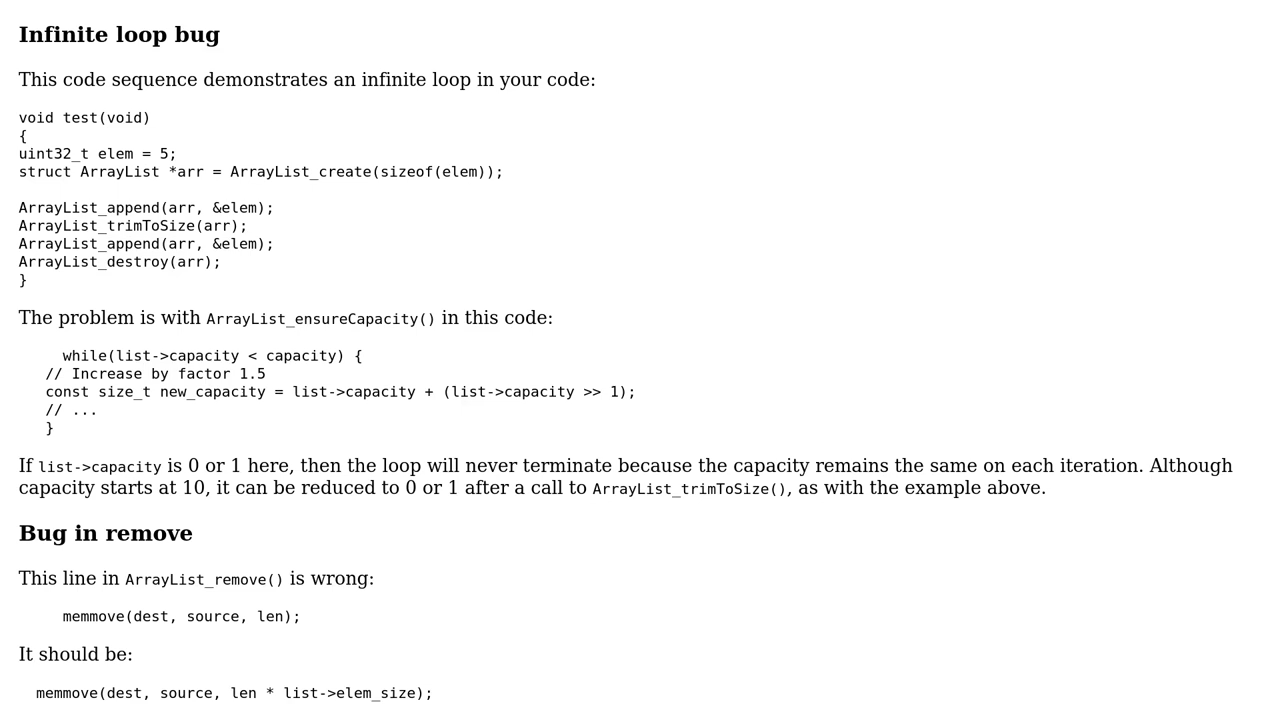 Infinite loop bug
This code sequence demonstrates an infinite loop in your code:
void test(void)
{
uint32_t elem = 5;
struct ArrayList *arr = ArrayList_create(sizeof(elem));
ArrayList_append(arr, &elem);
ArrayList_trimToSize(arr);
ArrayList_append(arr, &elem);
ArrayList_destroy(arr);
}
The problem is with ArrayList_ensureCapacity() in this code:
while(list->capacity < capacity) {
// Increase by factor 1.5
const size_t new_capacity = list->capacity + (list->capacity >> 1);
// ...
}
If list->capacity is 0 or 1 here, then the loop will never terminate because the capacity remains the same on each iteration. Although
capacity starts at 10, it can be reduced to 0 or 1 after a call to ArrayList_trimToSize(), as with the example above.
Bug in remove
This line in ArrayList_remove() is wrong:
memmove(dest, source, len);
It should be:
memmove(dest, source, len * list->elem_size);